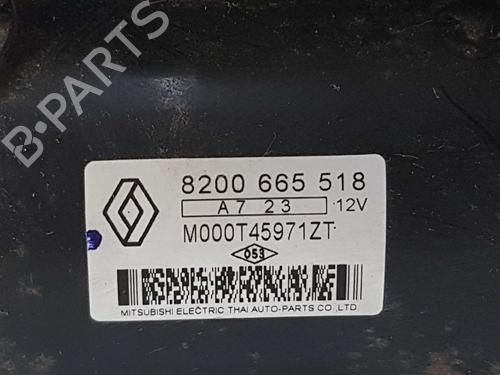 B-PARTS
8200 665 518
A7 23 12V
M000T45971ZT
053
MITSUBISHI ELECTRIC THAI AUTO-PARTS CO.,LTD